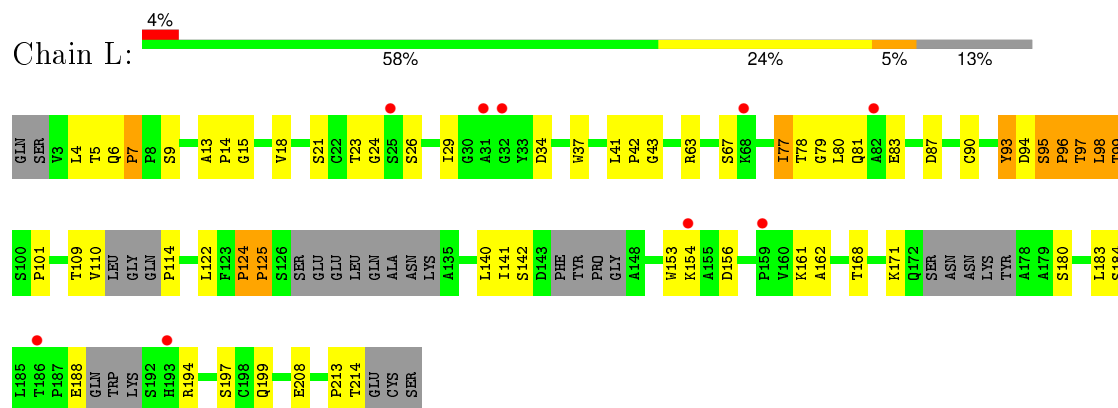 4%
Chain L:
58% 24% 5% 13%
GLN SER V3 L4 T5 Q6 P7 P8 S9 A13 P14 G15 V18 S21 C22 T23 G24 S25 S26 I29 G30 A31 G32 Y33 D34 W37 L41 P42 G43 R63 S67 K68 I77 T78 G79 L80 Q81 A82 E83 D87 C90 Y93 D94 S95 P96 T97 L98 T99
S100 P101 T109 V110 LEU GLY GLN P114 L122 F123 P124 P125 S126 SER GLU GLU LEU GLN ALA ASN LYS A135 L140 I141 S142 D143 PHE TYR PRO GLY A148 W153 K154 A155 D156 P159 V160 K161 A162 T168 K171 Q172 SER ASN ASN LYS TYR A178 A179 S180 L183 S184
L185 T186 P187 E188 GLN TRP LYS S192 H193 R194 S197 C198 Q199 E208 P213 T214 GLU CYS SER